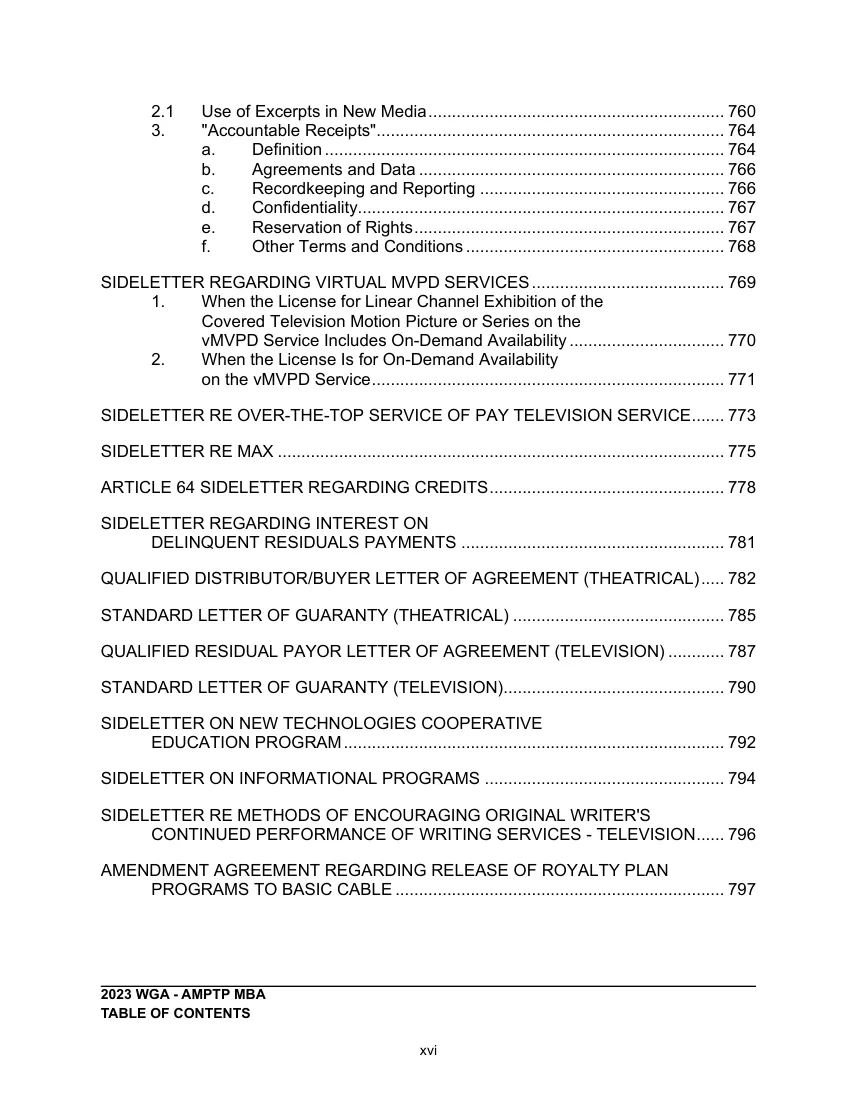 2.1 Use of Excerpts in New Media............................................................... 760
3. "Accountable Receipts".......................................................................... 764
a. Definition ..................................................................................... 764
b. Agreements and Data ................................................................. 766
c. Recordkeeping and Reporting .................................................... 766
d. Confidentiality.............................................................................. 767
e. Reservation of Rights.................................................................. 767
f. Other Terms and Conditions ....................................................... 768
SIDELETTER REGARDING VIRTUAL MVPD SERVICES ......................................... 769
1. When the License for Linear Channel Exhibition of the
Covered Television Motion Picture or Series on the
vMVPD Service Includes On-Demand Availability ................................. 770
2. When the License Is for On-Demand Availability
on the vMVPD Service........................................................................... 771
SIDELETTER RE OVER-THE-TOP SERVICE OF PAY TELEVISION SERVICE....... 773
SIDELETTER RE MAX ............................................................................................... 775
ARTICLE 64 SIDELETTER REGARDING CREDITS.................................................. 778
SIDELETTER REGARDING INTEREST ON
DELINQUENT RESIDUALS PAYMENTS ........................................................ 781
QUALIFIED DISTRIBUTOR/BUYER LETTER OF AGREEMENT (THEATRICAL)..... 782
STANDARD LETTER OF GUARANTY (THEATRICAL) ............................................. 785
QUALIFIED RESIDUAL PAYOR LETTER OF AGREEMENT (TELEVISION) ............ 787
STANDARD LETTER OF GUARANTY (TELEVISION)............................................... 790
SIDELETTER ON NEW TECHNOLOGIES COOPERATIVE
EDUCATION PROGRAM................................................................................. 792
SIDELETTER ON INFORMATIONAL PROGRAMS ................................................... 794
SIDELETTER RE METHODS OF ENCOURAGING ORIGINAL WRITER'S
CONTINUED PERFORMANCE OF WRITING SERVICES - TELEVISION...... 796
AMENDMENT AGREEMENT REGARDING RELEASE OF ROYALTY PLAN
PROGRAMS TO BASIC CABLE ...................................................................... 797
2023 WGA - AMPTP MBA
TABLE OF CONTENTS
xvi